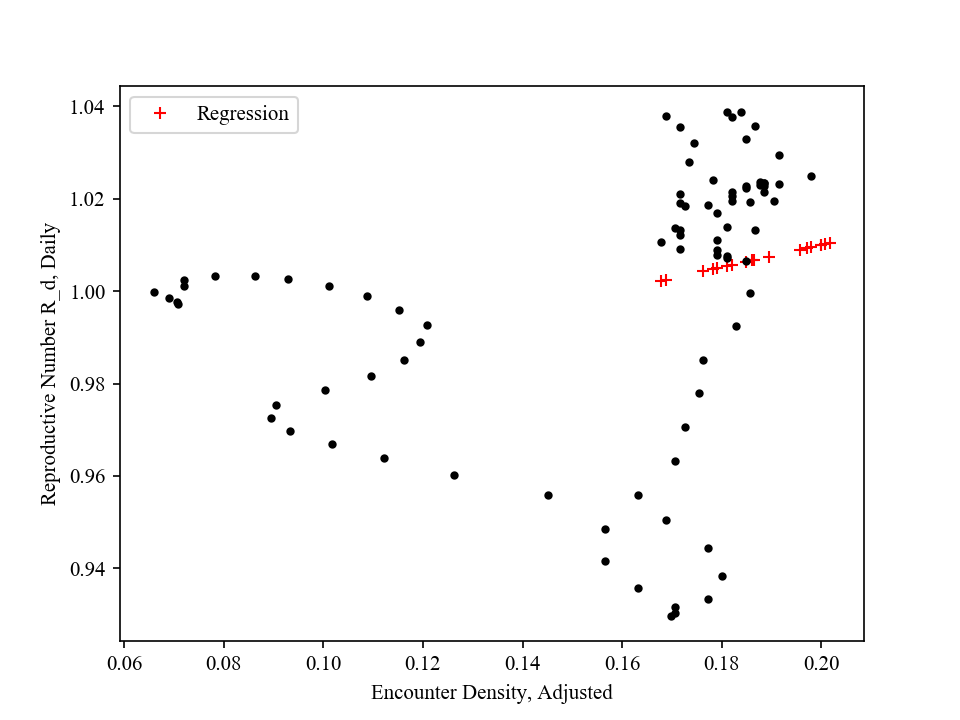 Regression
1.04
1.02
1.00
0.98
0.96
0.94
Reproductive Number R_d, Daily
0.06 0.08 0.10 0.12 0.14 0.16 0.18 0.20
Encounter Density, Adjusted